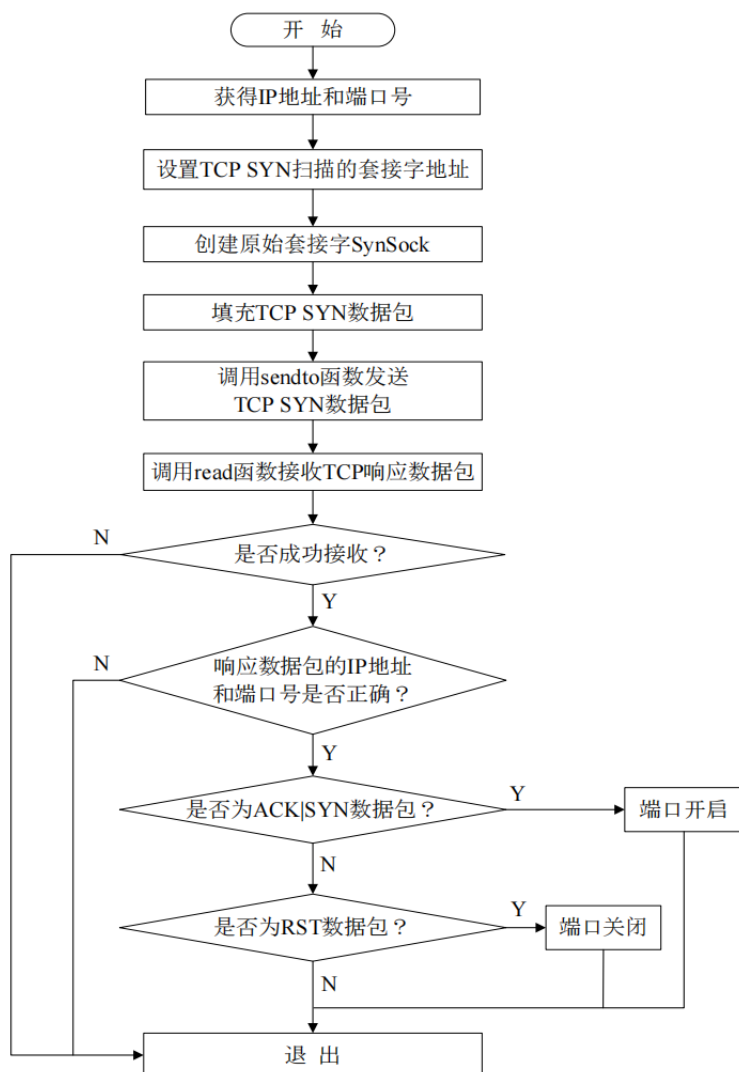 开 始
获得IP地址和端口号
设置TCP SYN扫描的套接字地址
创建原始套接字SynSock
填充TCP SYN数据包
调用sendto函数发送
TCP SYN数据包
调用read函数接收TCP响应数据包
N
是否成功接收？
Y
N
响应数据包的IP地址
和端口号是否正确？
Y
是否为ACK|SYN数据包？
Y
端口开启
N
是否为RST数据包？
Y
端口关闭
N
退 出